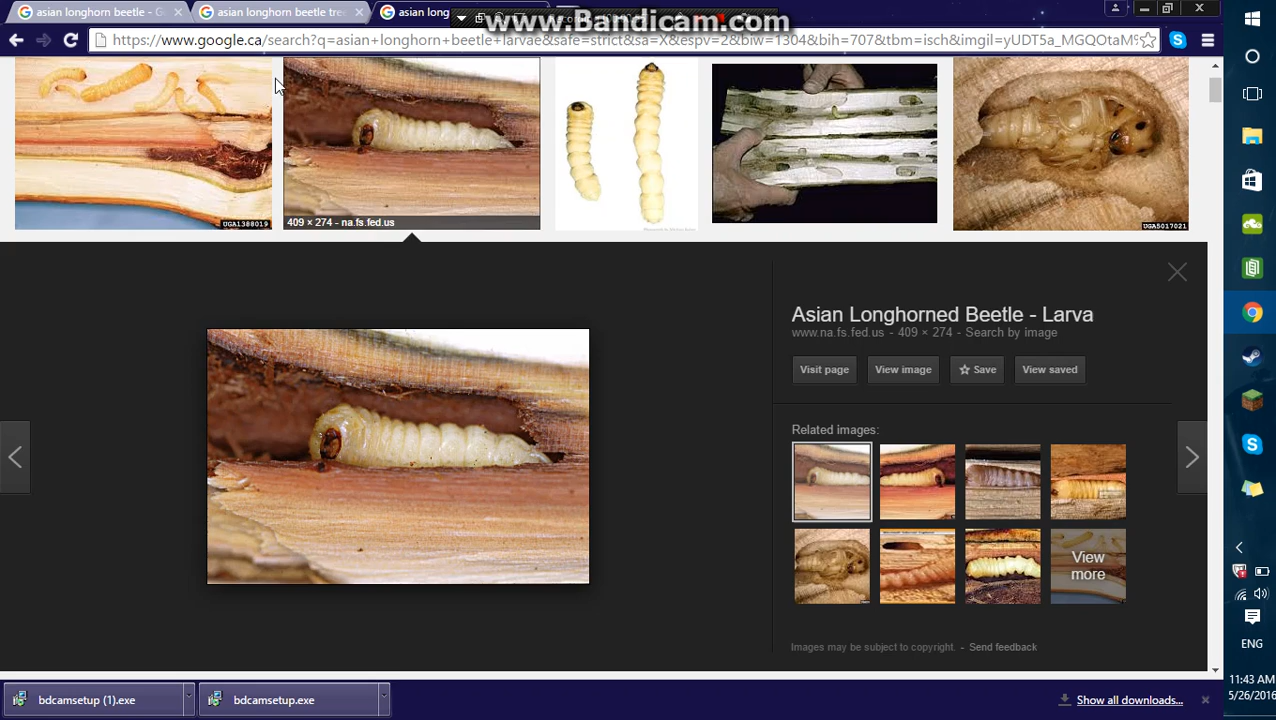 asian longhorn beetle - G
asian longhorn beetle tre
asian long
www.Bandicam.com
https://www.google.ca/search?q=asian+longhorn+beetle+larvae&safe=strict&sa=X&espv=2&biw=1304&bih=707&tbm=isch&imgil=yUDT5a_MGQOtaM%
UGA1388019
409 × 274 - na.fs.fed.us
UGA5017021
Asian Longhorned Beetle - Larva
www.na.fs.fed.us - 409 × 274 - Search by image
Visit page
View image
Save
View saved
Related images:
View
more
Images may be subject to copyright. - Send feedback
ENG
11:43 AM
5/26/2016
bdcamsetup (1).exe
bdcamsetup.exe
Show all downloads...